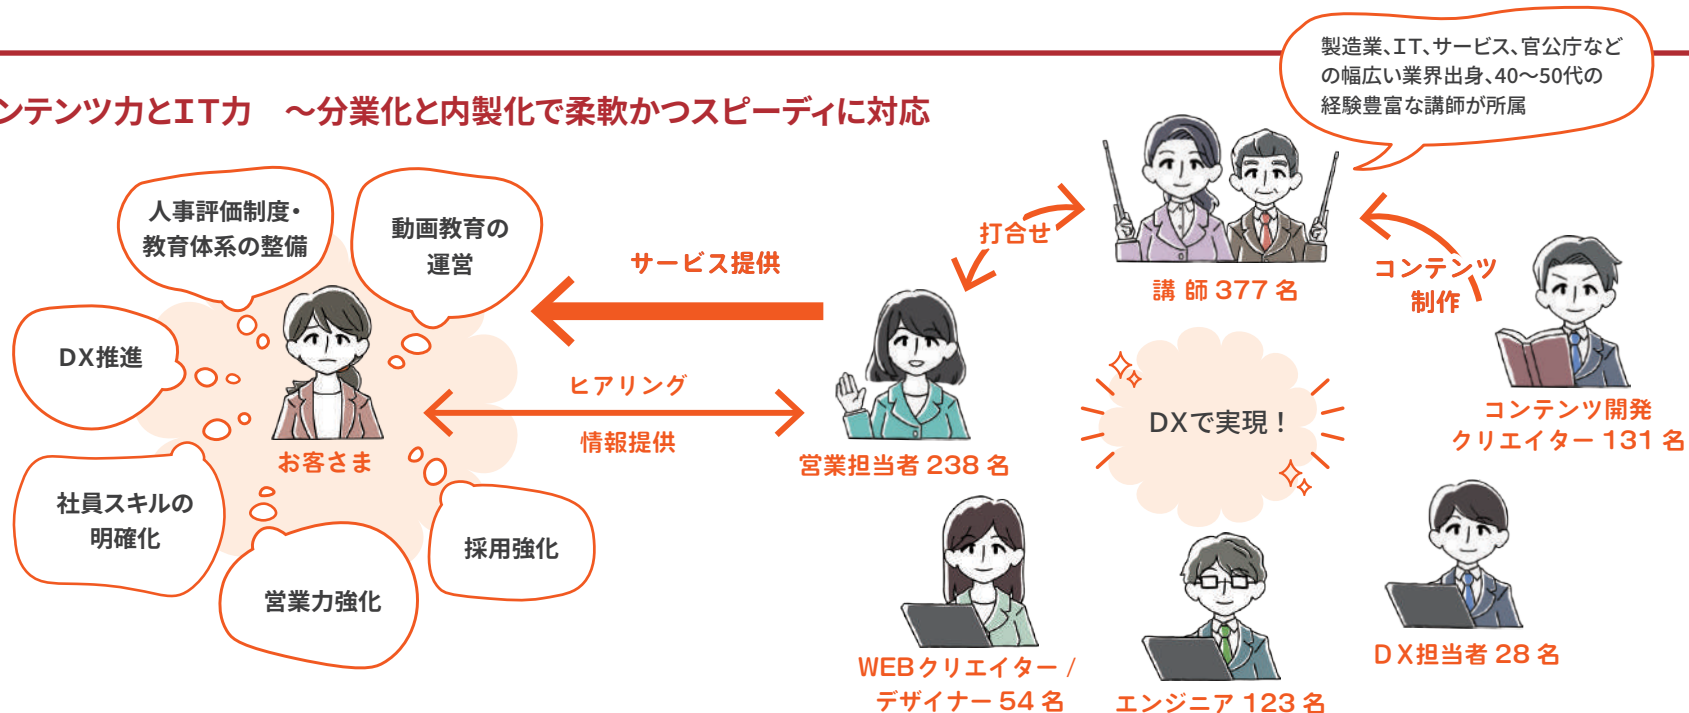 ンテンツ力とIT力　～分業化と内製化で柔軟かつスピーディに対応
製造業、IT、サービス、官公庁など
の幅広い業界出身、40～50代の
経験豊富な講師が所属
人事評価制度・
教育体系の整備
動画教育の
運営
DX推進
社員スキルの
明確化
営業力強化
採用強化
お客さま
サービス提供
ヒアリング
情報提供
営業担当者 238 名
打合せ
講 師 377 名
コンテンツ
制作
コンテンツ開発
クリエイター 131 名
DXで実現！
WEBクリエイター /
デザイナー 54 名
エンジニア 123 名
DX担当者 28 名